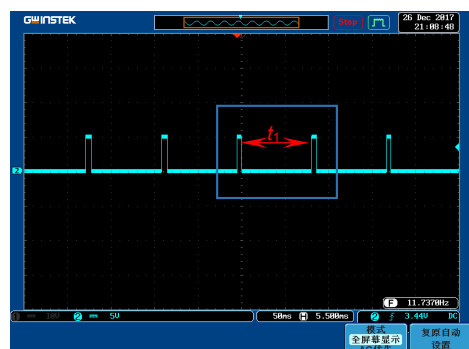 GWINSTEK
Stop
26 Dec 2017
21:08:48
t1
2
F 11.7370Hz
10V 2 5V
50ms H 5.500ms
2 f 3.44V DC
模式
全屏幕显示
复原自动
设置